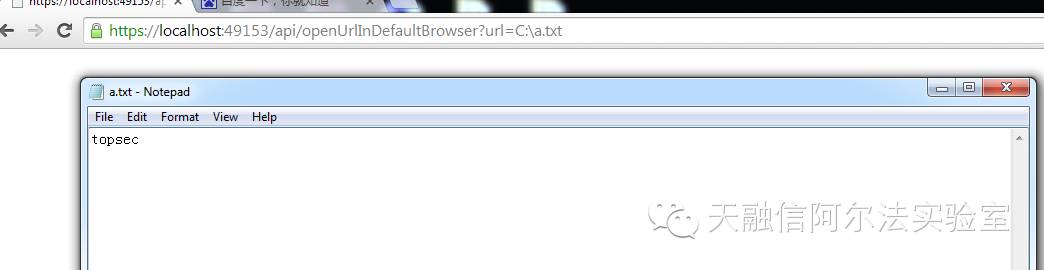 https://localhost:49153/ap
百度一下，你就知道
https://localhost:49153/api/openUrlInDefaultBrowser?url=C:\a.txt
a.txt - Notepad
File Edit Format View Help
topsec
天融信阿尔法实验室